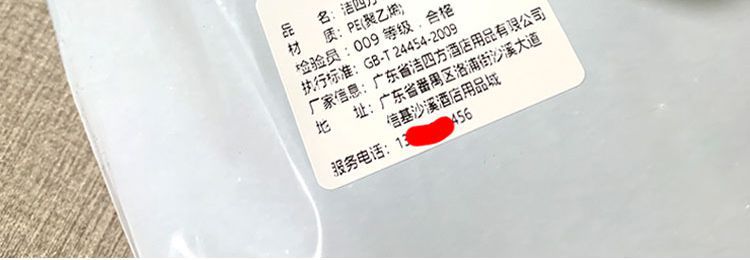 品 名：洁四方
材 质：PE(聚乙烯)
检验员：009 等级：合格
执行标准：GB-T 24454-2009
厂家信息：广东省洁四方酒店用品有限公司
地 址：广东省番禺区洛浦街沙溪大道
信基沙溪酒店用品城
服务电话：13 456